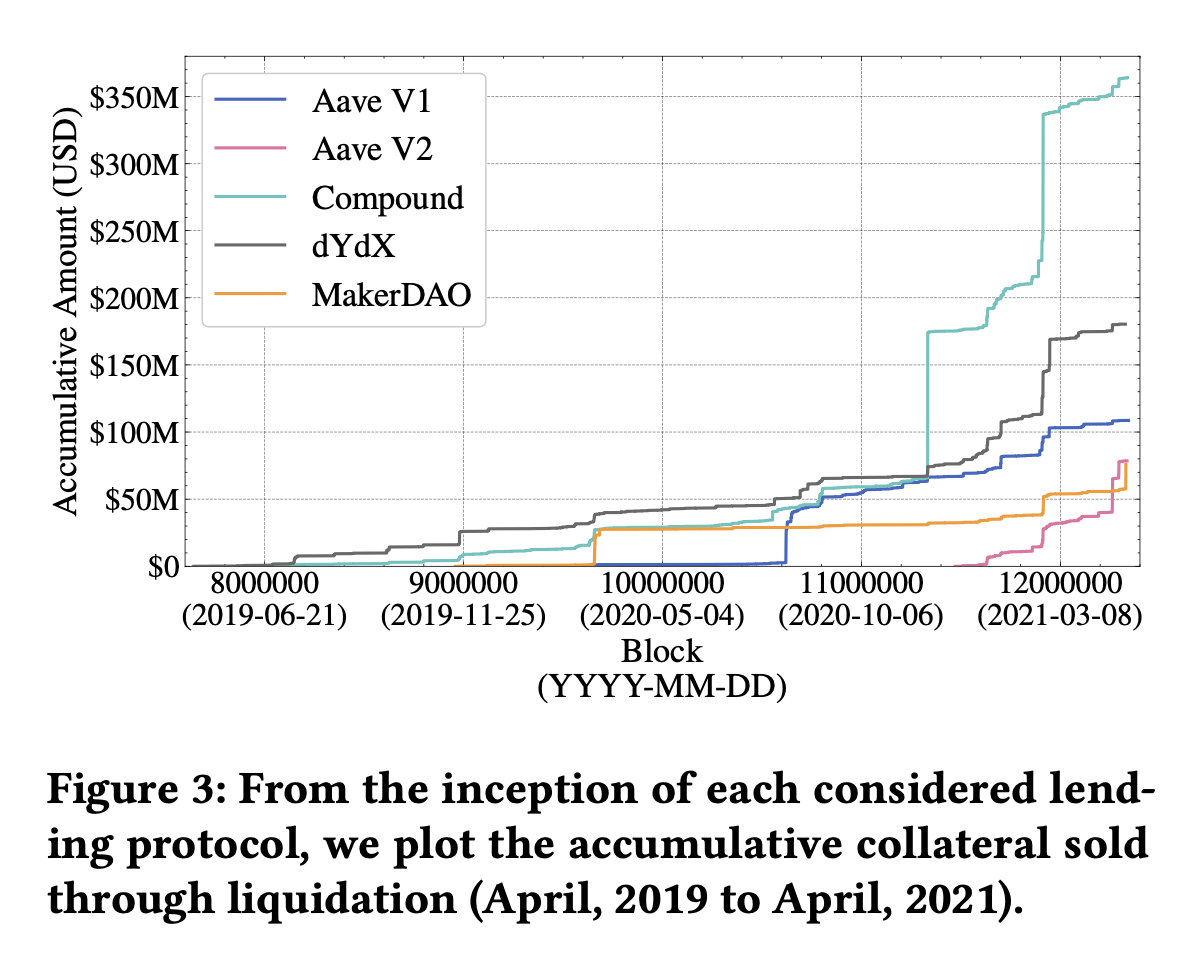 $350M
$300M
$250M
$200M
$150M
$100M
$50M
$0
Accumulative Amount (USD)
Aave V1
Aave V2
Compound
dYdX
MakerDAO
8000000 9000000 10000000 11000000 12000000
(2019-06-21) (2019-11-25) (2020-05-04) (2020-10-06) (2021-03-08)
Block
(YYYY-MM-DD)
Figure 3: From the inception of each considered lend-
ing protocol, we plot the accumulative collateral sold
through liquidation (April, 2019 to April, 2021).